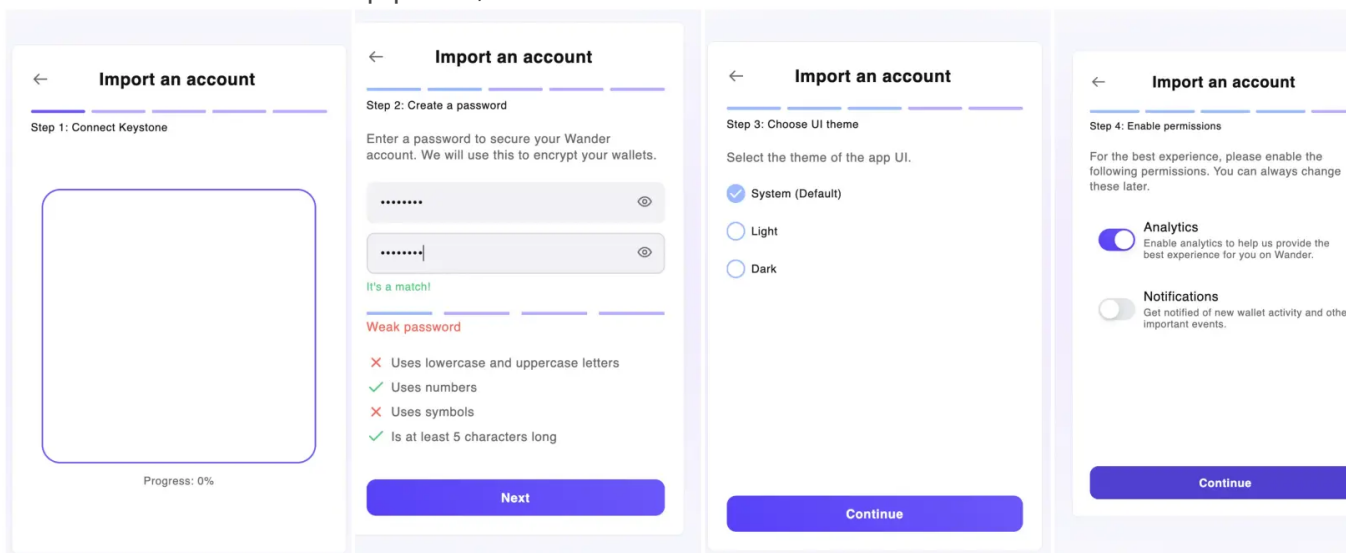 Import an account
Step 1: Connect Keystone
Progress: 0%
Import an account
Step 2: Create a password
Enter a password to secure your Wander
account. We will use this to encrypt your wallets.
••••••••
••••••••
It's a match!
Weak password
Uses lowercase and uppercase letters
Uses numbers
Uses symbols
Is at least 5 characters long
Next
Import an account
Step 3: Choose UI theme
Select the theme of the app UI.
System (Default)
Light
Dark
Continue
Import an account
Step 4: Enable permissions
For the best experience, please enable the
following permissions. You can always change
these later.
Analytics
Enable analytics to help us provide the
best experience for you on Wander.
Notifications
Get notified of new wallet activity and othe
important events.
Continue